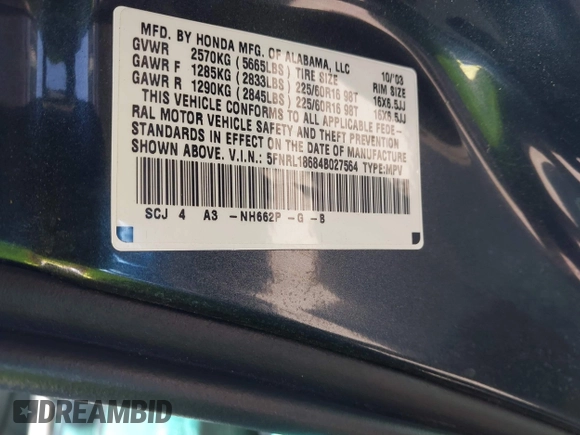 MFD. BY HONDA MFG. OF ALABAMA, LLC 10/'03
GVWR 2570KG (5665LBS) TIRE SIZE RIM SIZE
GAWR F 1285KG (2833LBS) 225/60R16 98T 16X6.5JJ
GAWR R 1290KG (2845LBS) 225/60R16 98T 16X6.5JJ
THIS VEHICLE CONFORMS TO ALL APPLICABLE FEDE-
RAL MOTOR VEHICLE SAFETY AND THEFT PREVENTION
STANDARDS IN EFFECT ON THE DATE OF MANUFACTURE
SHOWN ABOVE. V.I.N.: 5FNRL18684B027564 TYPE:MPV
SCJ 4 A3 -NH662P -G -B
DREAMBID